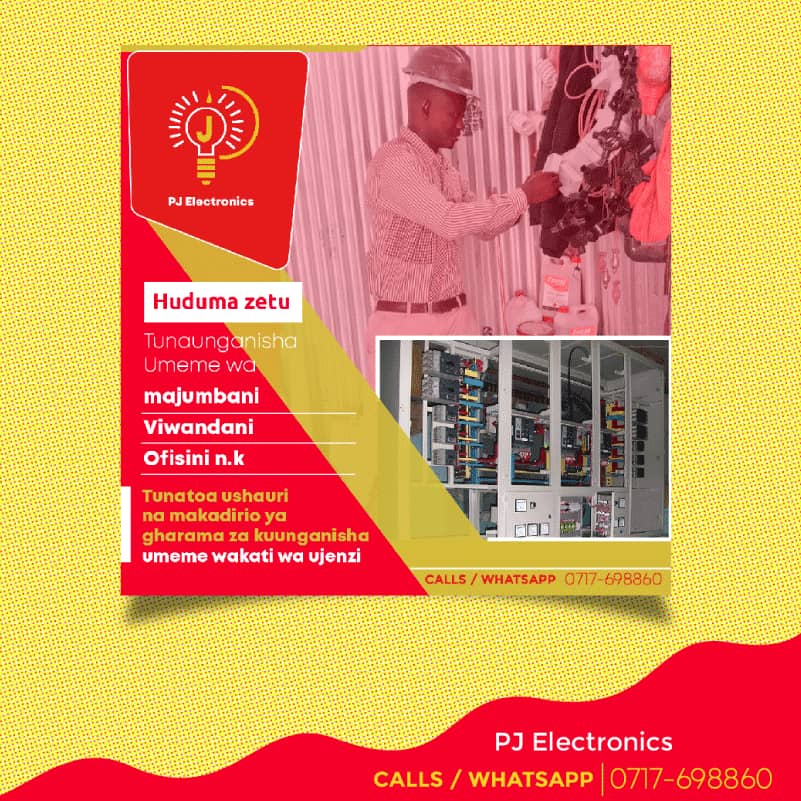 J
PJ Electronics
Huduma zetu
Tunaunganisha
Umeme wa
majumbani
Viwandani
Ofisini n.k
Tunatoa ushauri
na makadirio ya
gharama za kuunganisha
umeme wakati wa ujenzi
CALLS / WHATSAPP 0717-698860
PJ Electronics
CALLS / WHATSAPP 0717-698860